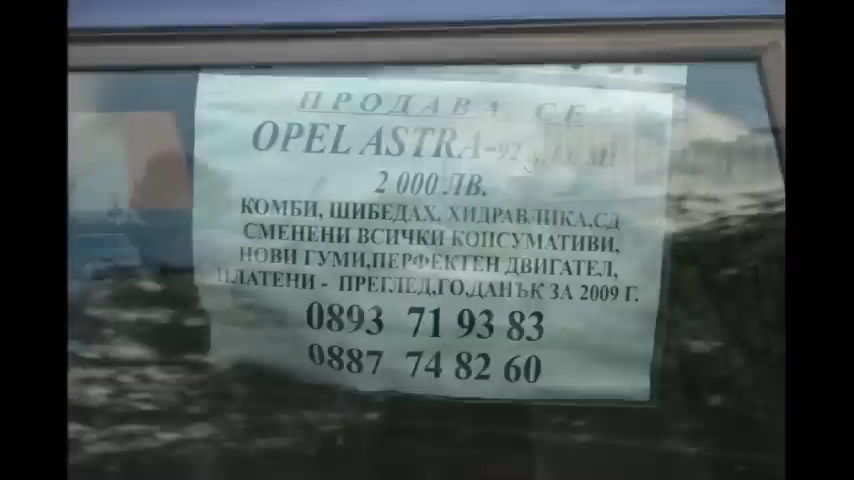 ПРОДАВА СЕ
OPEL ASTRA-92
2 000 ЛВ.
КОМБИ, ШИБЕДАХ, ХИДРАВЛИКА,СД
СМЕНЕНИ ВСИЧКИ КОНСУМАТИВИ,
НОВИ ГУМИ,ПЕРФЕКТЕН ДВИГАТЕЛ,
ПЛАТЕНИ - ПРЕГЛЕД,ГО,ДАНЪК ЗА 2009 Г.
0893 71 93 83
0887 74 82 60